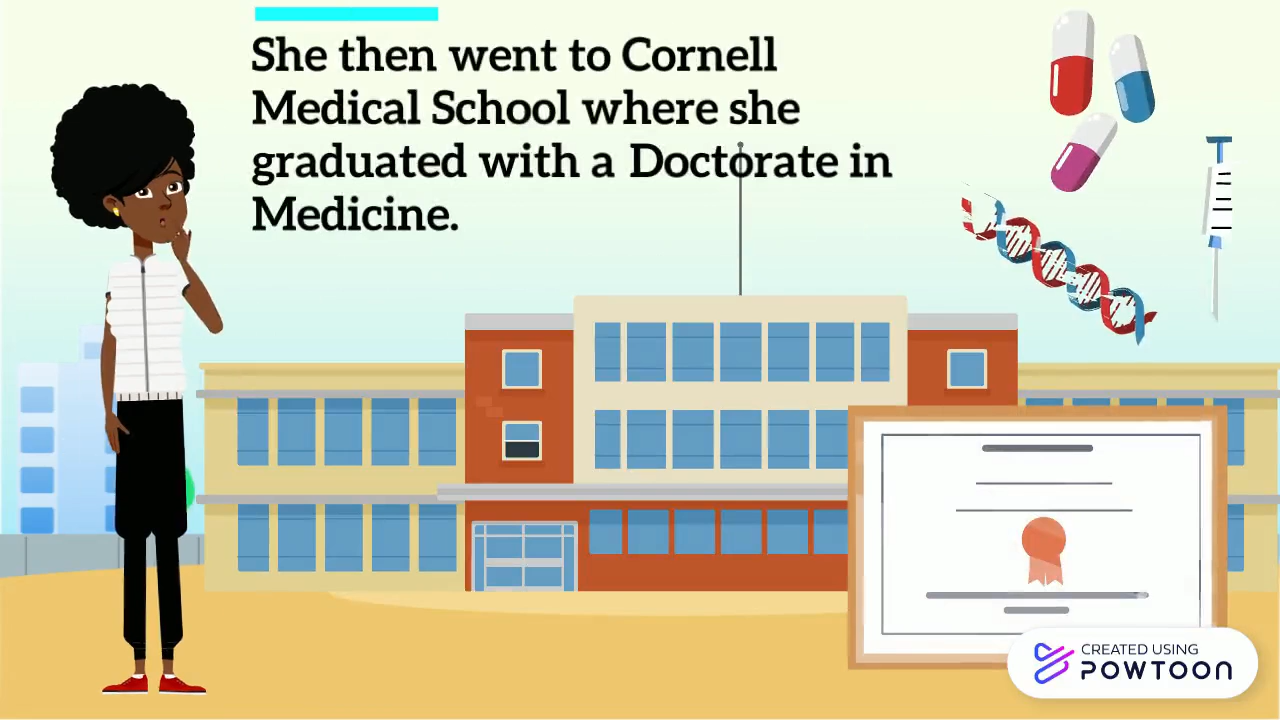 She then went to Cornell
Medical School where she
graduated with a Doctorate in
Medicine.
CREATED USING
POWTOON